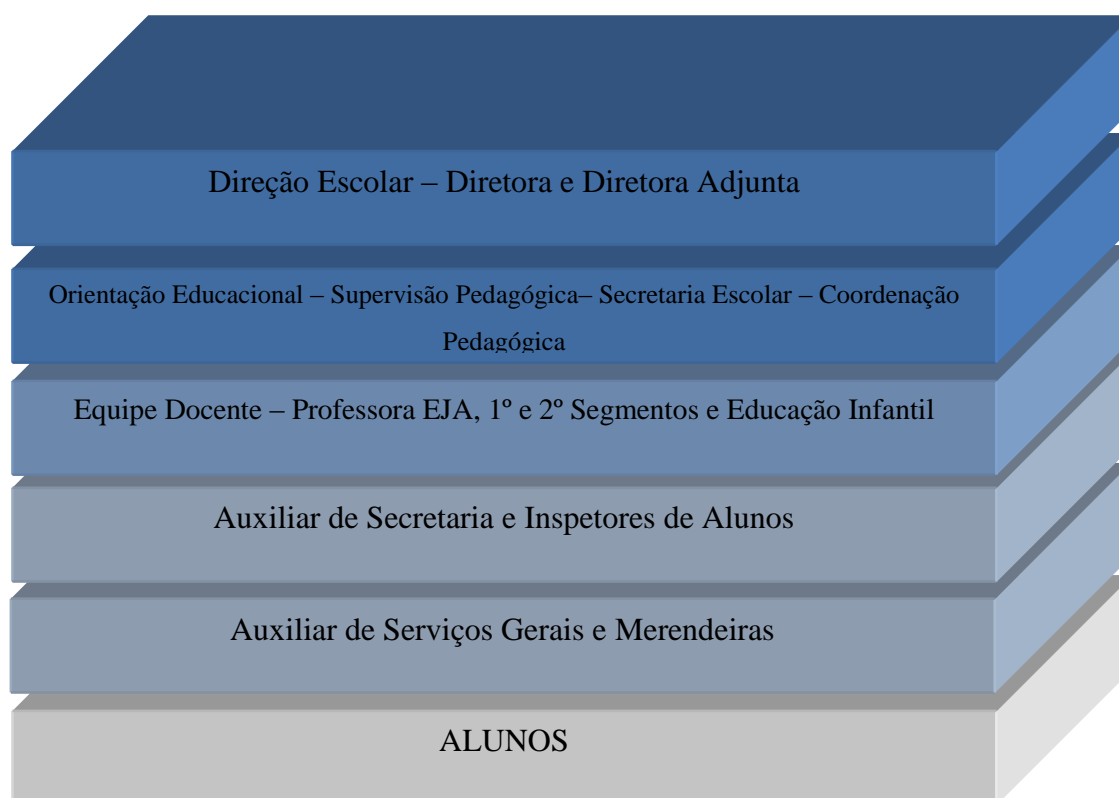 Direção Escolar – Diretora e Diretora Adjunta
Orientação Educacional – Supervisão Pedagógica– Secretaria Escolar – Coordenação
Pedagógica
Equipe Docente – Professora EJA, 1º e 2º Segmentos e Educação Infantil
Auxiliar de Secretaria e Inspetores de Alunos
Auxiliar de Serviços Gerais e Merendeiras
ALUNOS